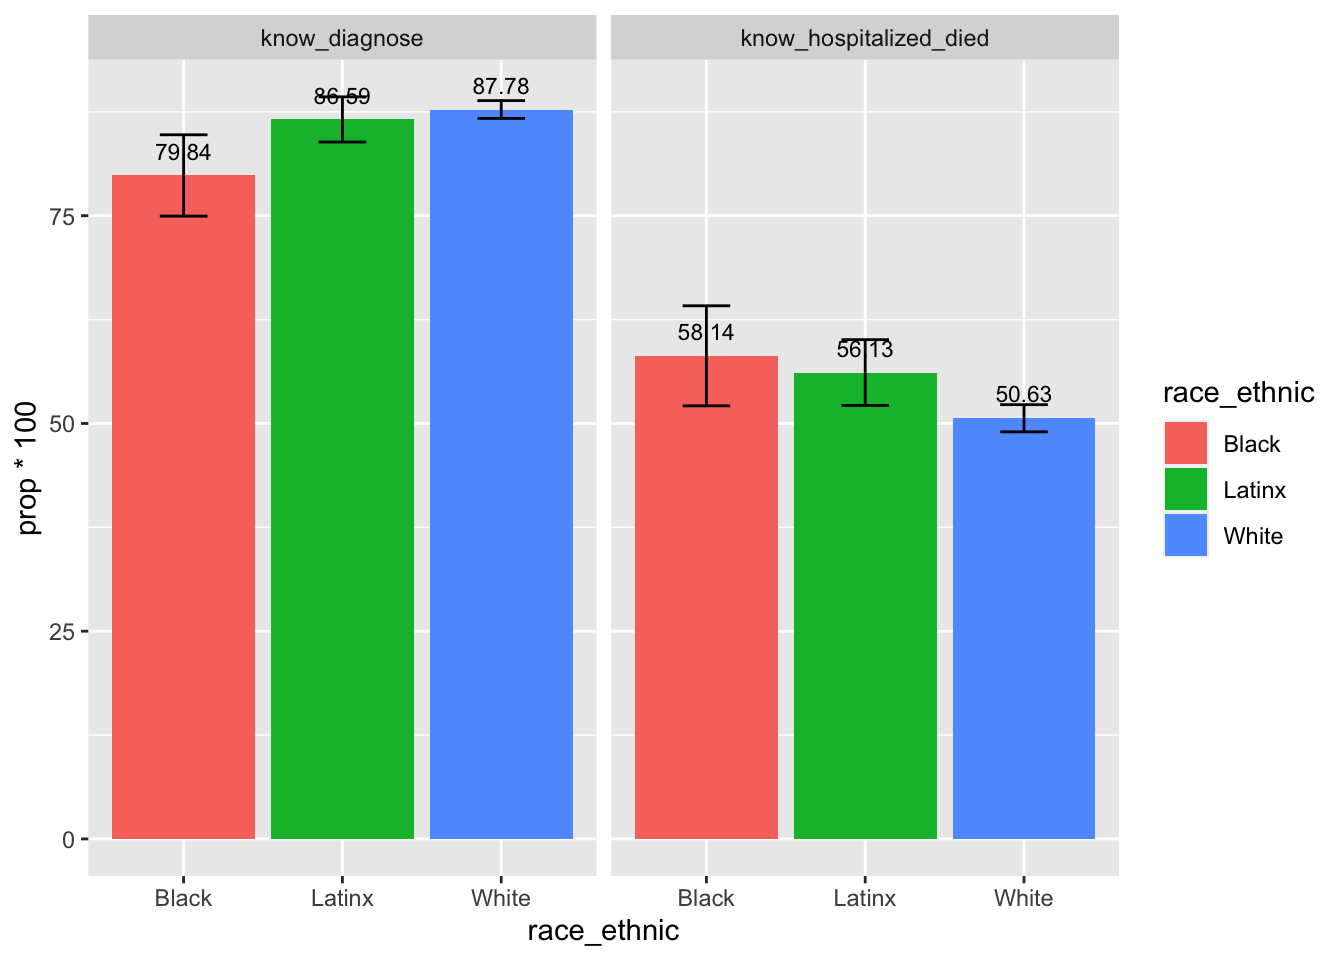 know_diagnose
know_hospitalized_died
79.84
86.59
87.78
58.14
56.13
50.63
75
50
25
0
prop * 100
Black Latinx White
Black Latinx White
race_ethnic
race_ethnic
Black
Latinx
White